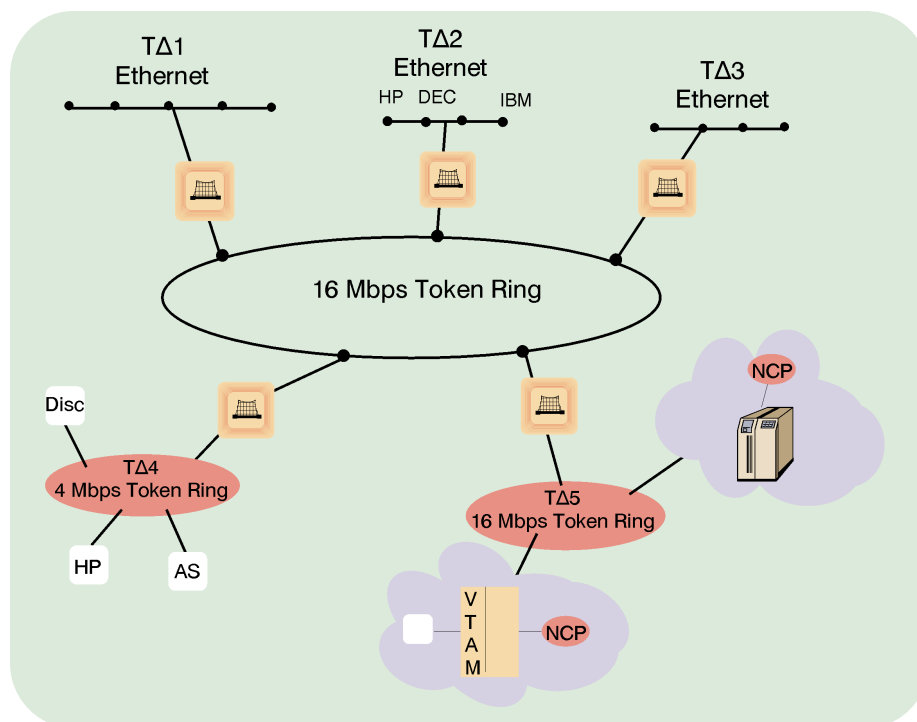 TΔ1
Ethernet
TΔ2
Ethernet
HP DEC IBM
TΔ3
Ethernet
16 Mbps Token Ring
NCP
Disc
TΔ4
4 Mbps Token Ring
HP
AS
TΔ5
16 Mbps Token Ring
V
T
A
M
NCP